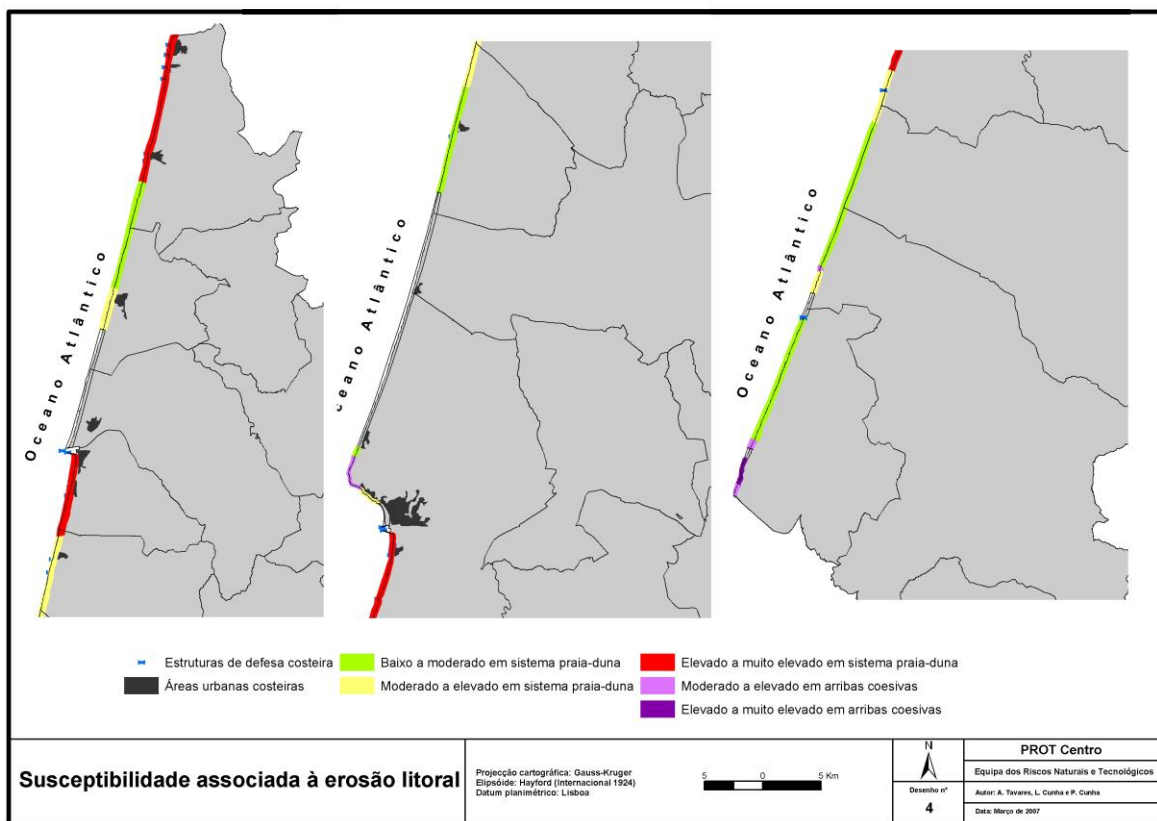 Oceano Atlântico
ceano Atlântico
Oceano Atlântico
Estruturas de defesa costeira
Áreas urbanas costeiras
Baixo a moderado em sistema praia-duna
Moderado a elevado em sistema praia-duna
Elevado a muito elevado em sistema praia-duna
Moderado a elevado em arribas coesivas
Elevado a muito elevado em arribas coesivas
Susceptibilidade associada à erosão litoral
Projecção cartográfica: Gauss-Kruger
Elipsóide: Hayford (Internacional 1924)
Datum planimétrico: Lisboa
5 0 5 Km
N
Desenho nº
4
PROT Centro
Equipa dos Riscos Naturais e Tecnológicos
Autor: A. Tavares, L. Cunha e P. Cunha
Data: Março de 2007